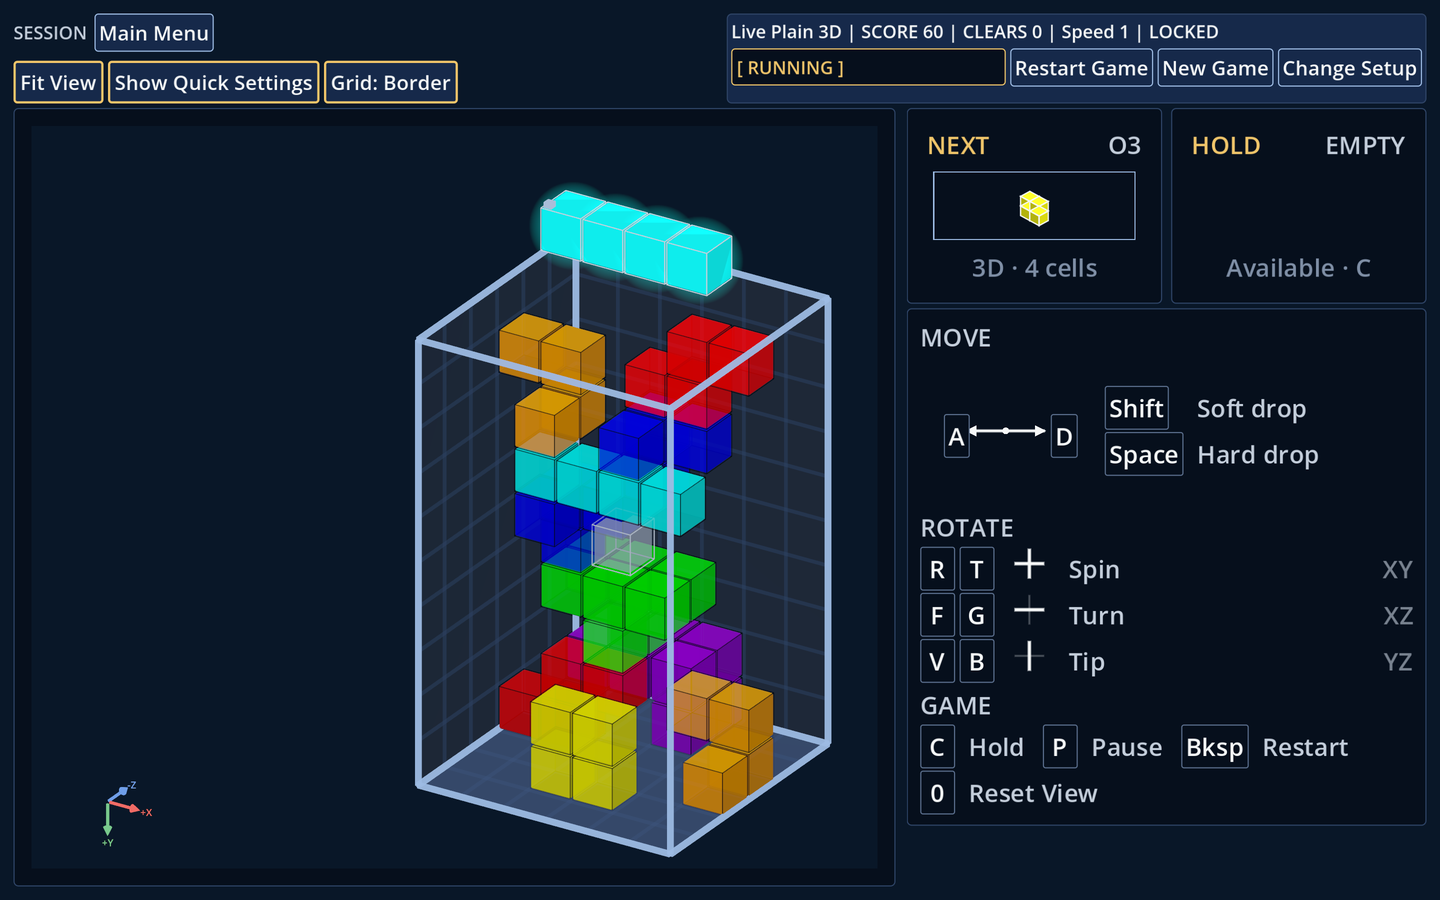 SESSION Main Menu
Fit View Show Quick Settings Grid: Border
Live Plain 3D | SCORE 60 | CLEARS 0 | Speed 1 | LOCKED
[ RUNNING ] Restart Game New Game Change Setup
NEXT O3
3D · 4 cells
HOLD EMPTY
Available · C
MOVE
A D
Shift Soft drop
Space Hard drop
ROTATE
R T Spin XY
F G Turn XZ
V B Tip YZ
GAME
C Hold P Pause Bksp Restart
0 Reset View
-Z
+X
+Y